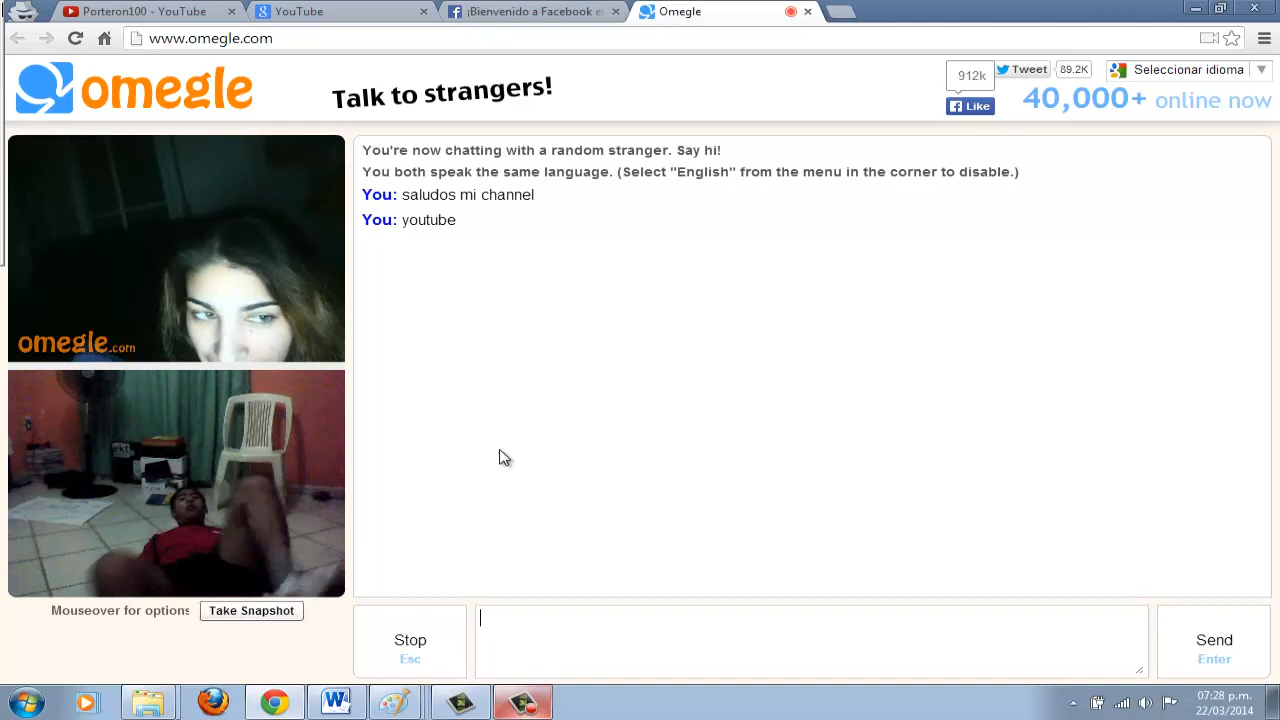 Porteron100 - YouTube
YouTube
¡Bienvenido a Facebook e
Omegle
www.omegle.com
omegle
Talk to strangers!
912k
Like
Tweet
89.2K
Seleccionar idioma
40,000+ online now
You're now chatting with a random stranger. Say hi!
You both speak the same language. (Select "English" from the menu in the corner to disable.)
You: saludos mi channel
You: youtube
omegle.com
Mouseover for options
Take Snapshot
Stop
Esc
Send
Enter
07:28 p.m.
22/03/2014